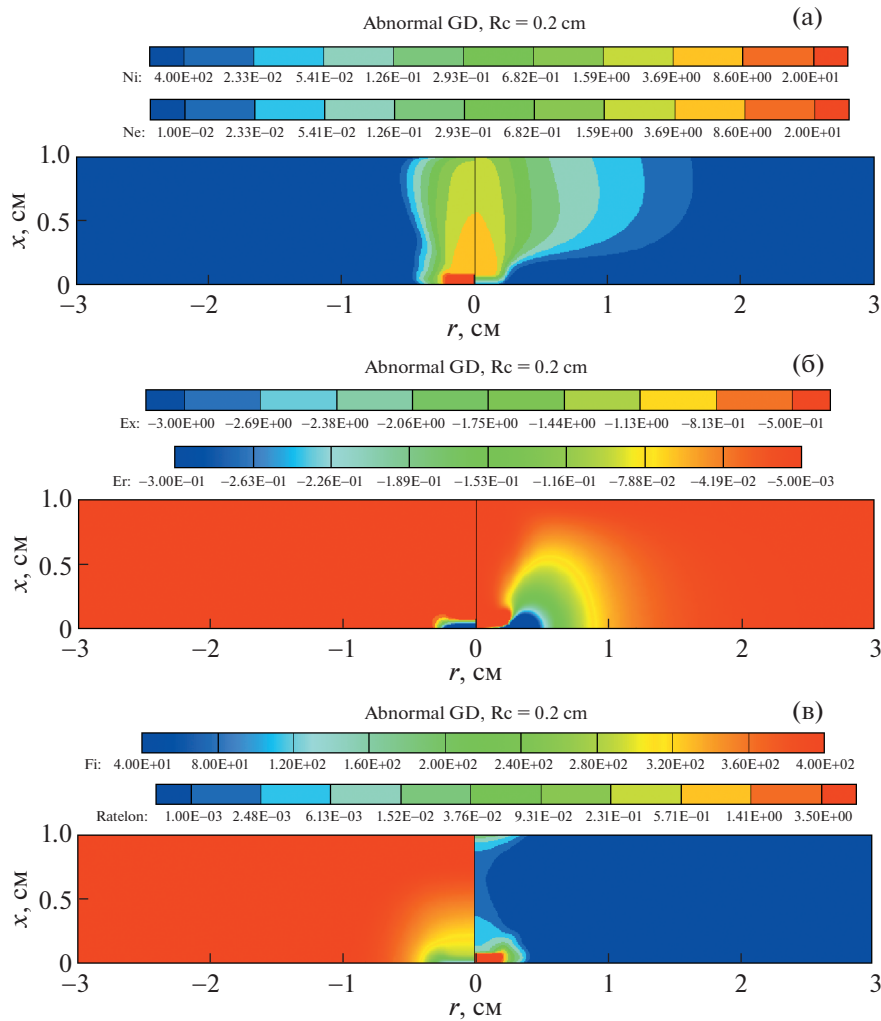 Abnormal GD, Rc = 0.2 cm (а)
Ni: 4.00E−02 2.33E−02 5.41E−02 1.26E−01 2.93E−01 6.82E−01 1.59E+00 3.69E+00 8.60E+00 2.00E+01
Ne: 1.00E−02 2.33E−02 5.41E−02 1.26E−01 2.93E−01 6.82E−01 1.59E+00 3.69E+00 8.60E+00 2.00E+01
1.0
x, см
0.5
0
−3 −2 −1 0 1 2 3
r, см
Abnormal GD, Rc = 0.2 cm (б)
Ex: −3.00E+00 −2.69E+00 −2.38E+00 −2.06E+00 −1.75E+00 −1.44E+00 −1.13E+00 −8.13E−01 −5.00E−01
Er: −3.00E−01 −2.63E−01 −2.26E−01 −1.89E−01 −1.53E−01 −1.16E−01 −7.88E−02 −4.19E−02 −5.00E−03
1.0
x, см
0.5
0
−3 −2 −1 0 1 2 3
r, см
Abnormal GD, Rc = 0.2 cm (в)
Fi: 4.00E+01 8.00E+01 1.20E+02 1.60E+02 2.00E+02 2.40E+02 2.80E+02 3.20E+02 3.60E+02 4.00E+02
Ratelon: 1.00E−03 2.48E−03 6.13E−03 1.52E−02 3.76E−02 9.31E−02 2.31E−01 5.71E−01 1.41E+00 3.50E+00
1.0
x, см
0.5
0
−3 −2 −1 0 1 2 3
r, см